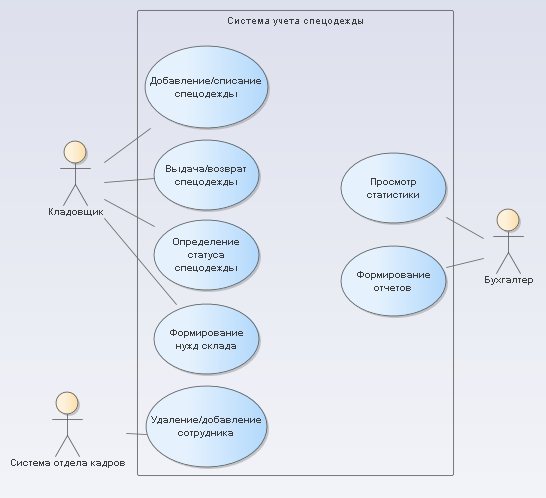 Система учета спецодежды
Добавление/списание
спецодежды
Выдача/возврат
спецодежды
Кладовщик
Определение
статуса
спецодежды
Формирование
нужд склада
Просмотр
статистики
Формирование
отчетов
Бухгалтер
Удаление/добавление
сотрудника
Система отдела кадров